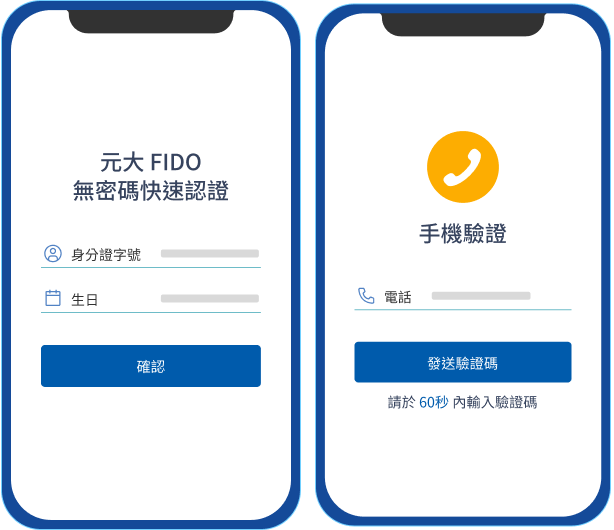 元大 FIDO
無密碼快速認證
身分證字號
生日
確認
手機驗證
電話
發送驗證碼
請於 60秒 內輸入驗證碼